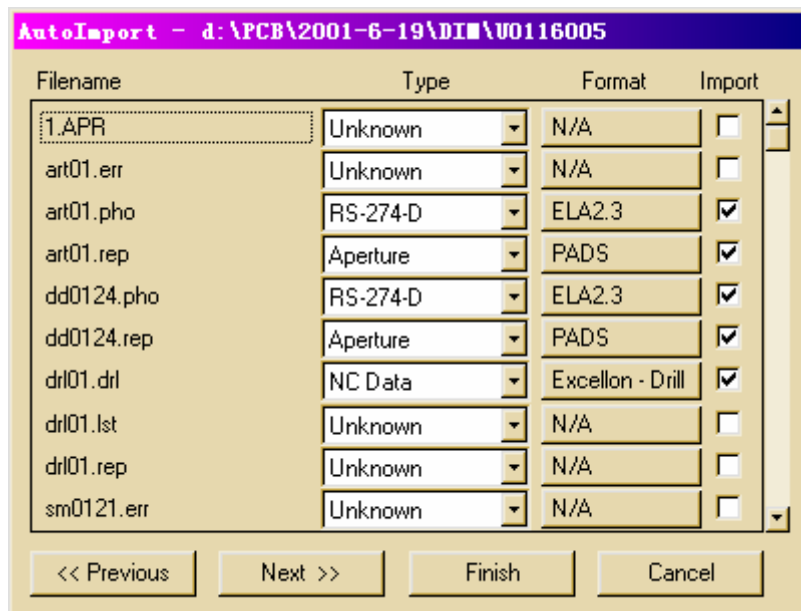 AutoImport - d:\PCB\2001-6-19\DIM\U0116005
Filename Type Format Import
1.APR Unknown N/A
art01.err Unknown N/A
art01.pho RS-274-D ELA2.3
art01.rep Aperture PADS
dd0124.pho RS-274-D ELA2.3
dd0124.rep Aperture PADS
drl01.drl NC Data Excellon - Drill
drl01.lst Unknown N/A
drl01.rep Unknown N/A
sm0121.err Unknown N/A
<< Previous Next >> Finish Cancel